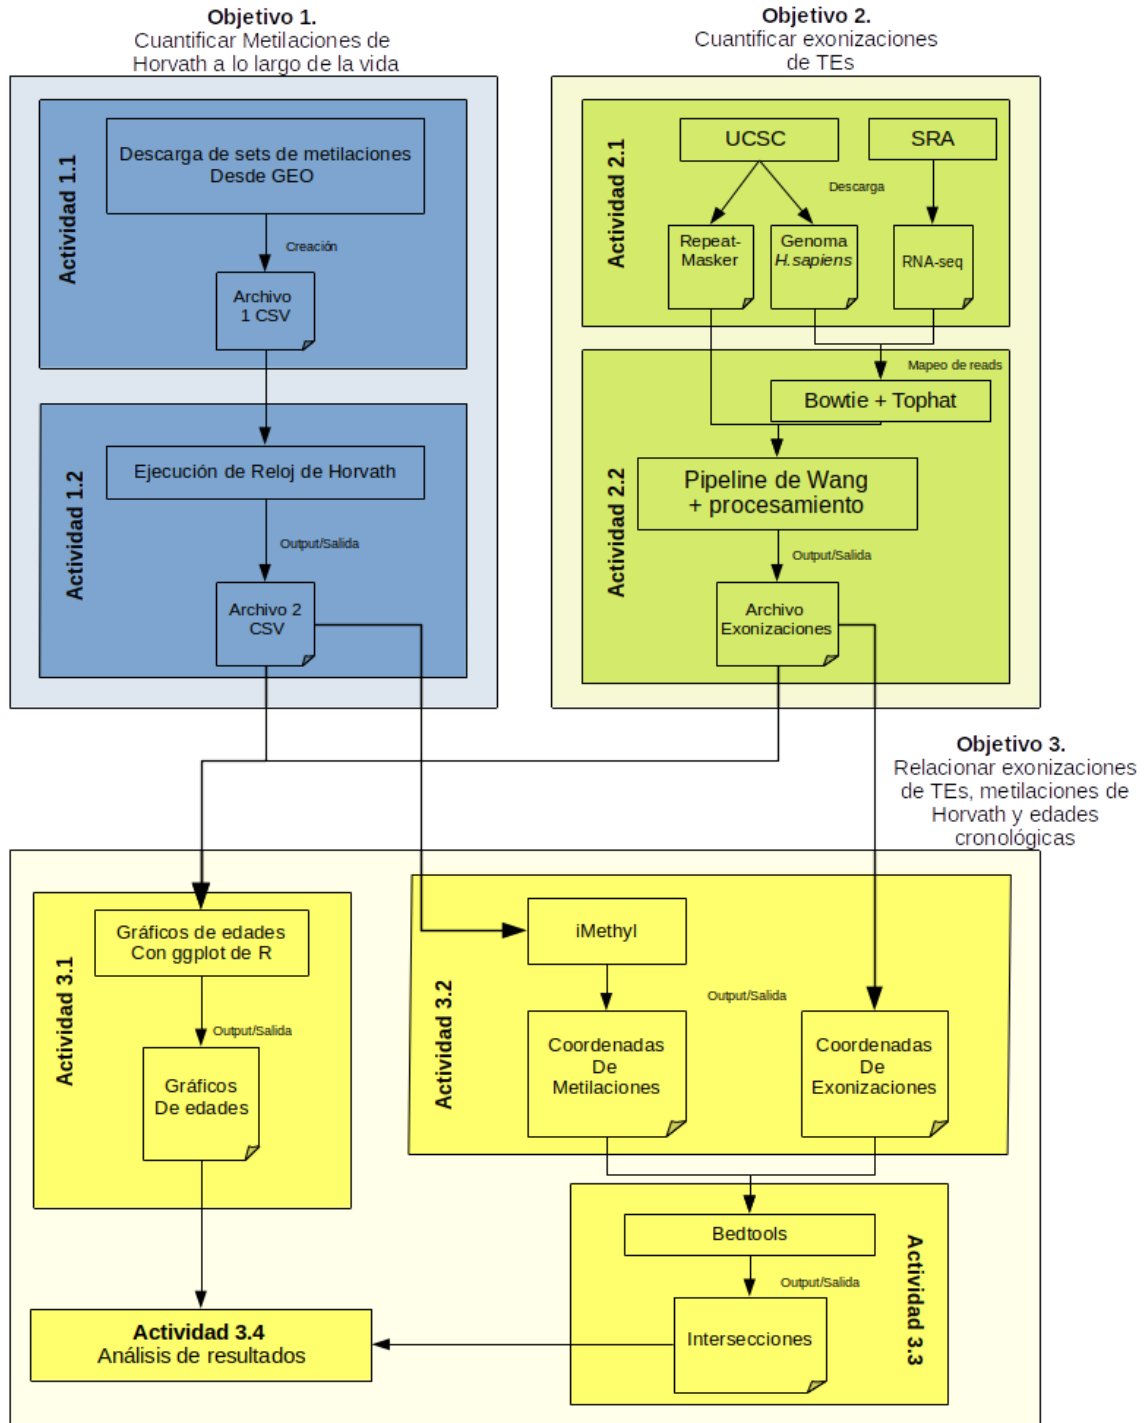 Objetivo 1.
Cuantificar Metilaciones de
Horvath a lo largo de la vida
Actividad 1.1
Descarga de sets de metilaciones
Desde GEO
Creación
Archivo
1 CSV
Actividad 1.2
Ejecución de Reloj de Horvath
Output/Salida
Archivo 2
CSV
Objetivo 2.
Cuantificar exonizaciones
de TEs
Actividad 2.1
UCSC
SRA
Descarga
Repeat-
Masker
Genoma
H.sapiens
RNA-seq
Actividad 2.2
Mapeo de reads
Bowtie + Tophat
Pipeline de Wang
+ procesamiento
Output/Salida
Archivo
Exonizaciones
Objetivo 3.
Relacionar exonizaciones
de TEs, metilaciones de
Horvath y edades
cronológicas
Actividad 3.1
Gráficos de edades
Con ggplot de R
Output/Salida
Gráficos
De edades
Actividad 3.2
iMethyl
Output/Salida
Coordenadas
De
Metilaciones
Coordenadas
De
Exonizaciones
Actividad 3.3
Bedtools
Output/Salida
Intersecciones
Actividad 3.4
Análisis de resultados